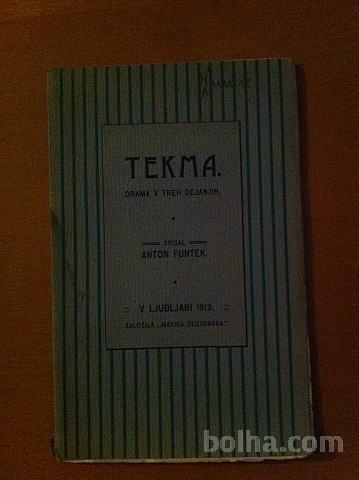 TEKMA.
DRAMA V TREH DEJANJIH.
SPISAL
ANTON FUNTEK.
:: V LJUBLJANI 1913. ::
ZALOŽILA „MATICA SLOVENSKA“.
bolha.com